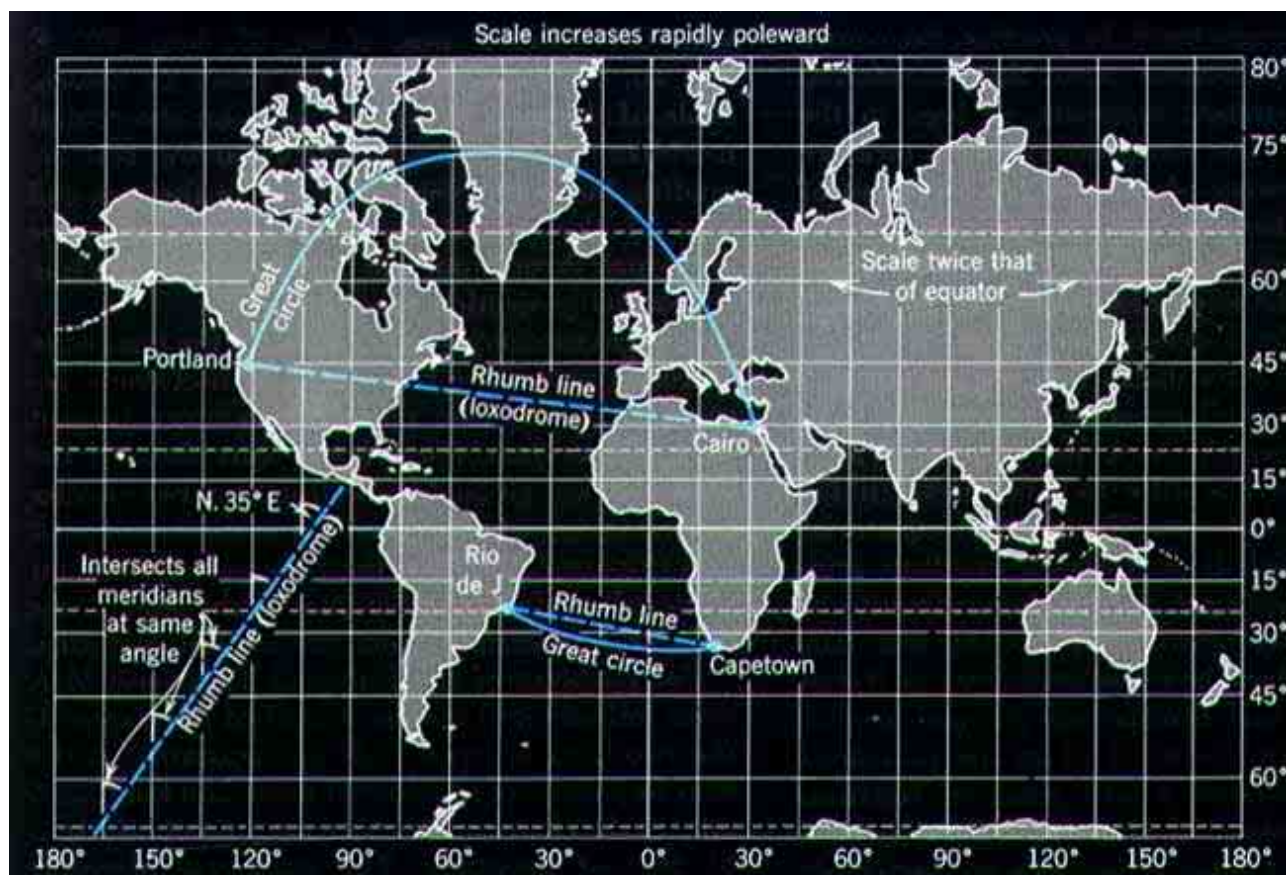 Scale increases rapidly poleward
80°
75°
Great
circle
Scale twice that
of equator
60°
Portland
45°
Rhumb line
(loxodrome)
Cairo
30°
15°
N. 35° E
0°
Intersects all
meridians
at same
angle
Rhumb line (loxodrome)
Rio
de J
15°
Rhumb line
Great circle
Capetown
30°
45°
60°
180° 150° 120° 90° 60° 30° 0° 30° 60° 90° 120° 150° 180°